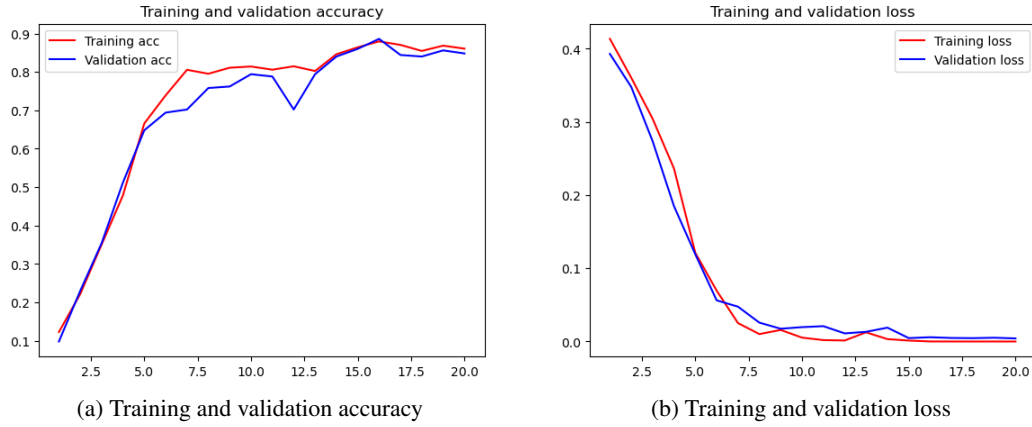 Training and validation accuracy
0.9
0.8
0.7
0.6
0.5
0.4
0.3
0.2
0.1
Training acc
Validation acc
2.5 5.0 7.5 10.0 12.5 15.0 17.5 20.0
(a) Training and validation accuracy
Training and validation loss
0.4
0.3
0.2
0.1
0.0
Training loss
Validation loss
2.5 5.0 7.5 10.0 12.5 15.0 17.5 20.0
(b) Training and validation loss